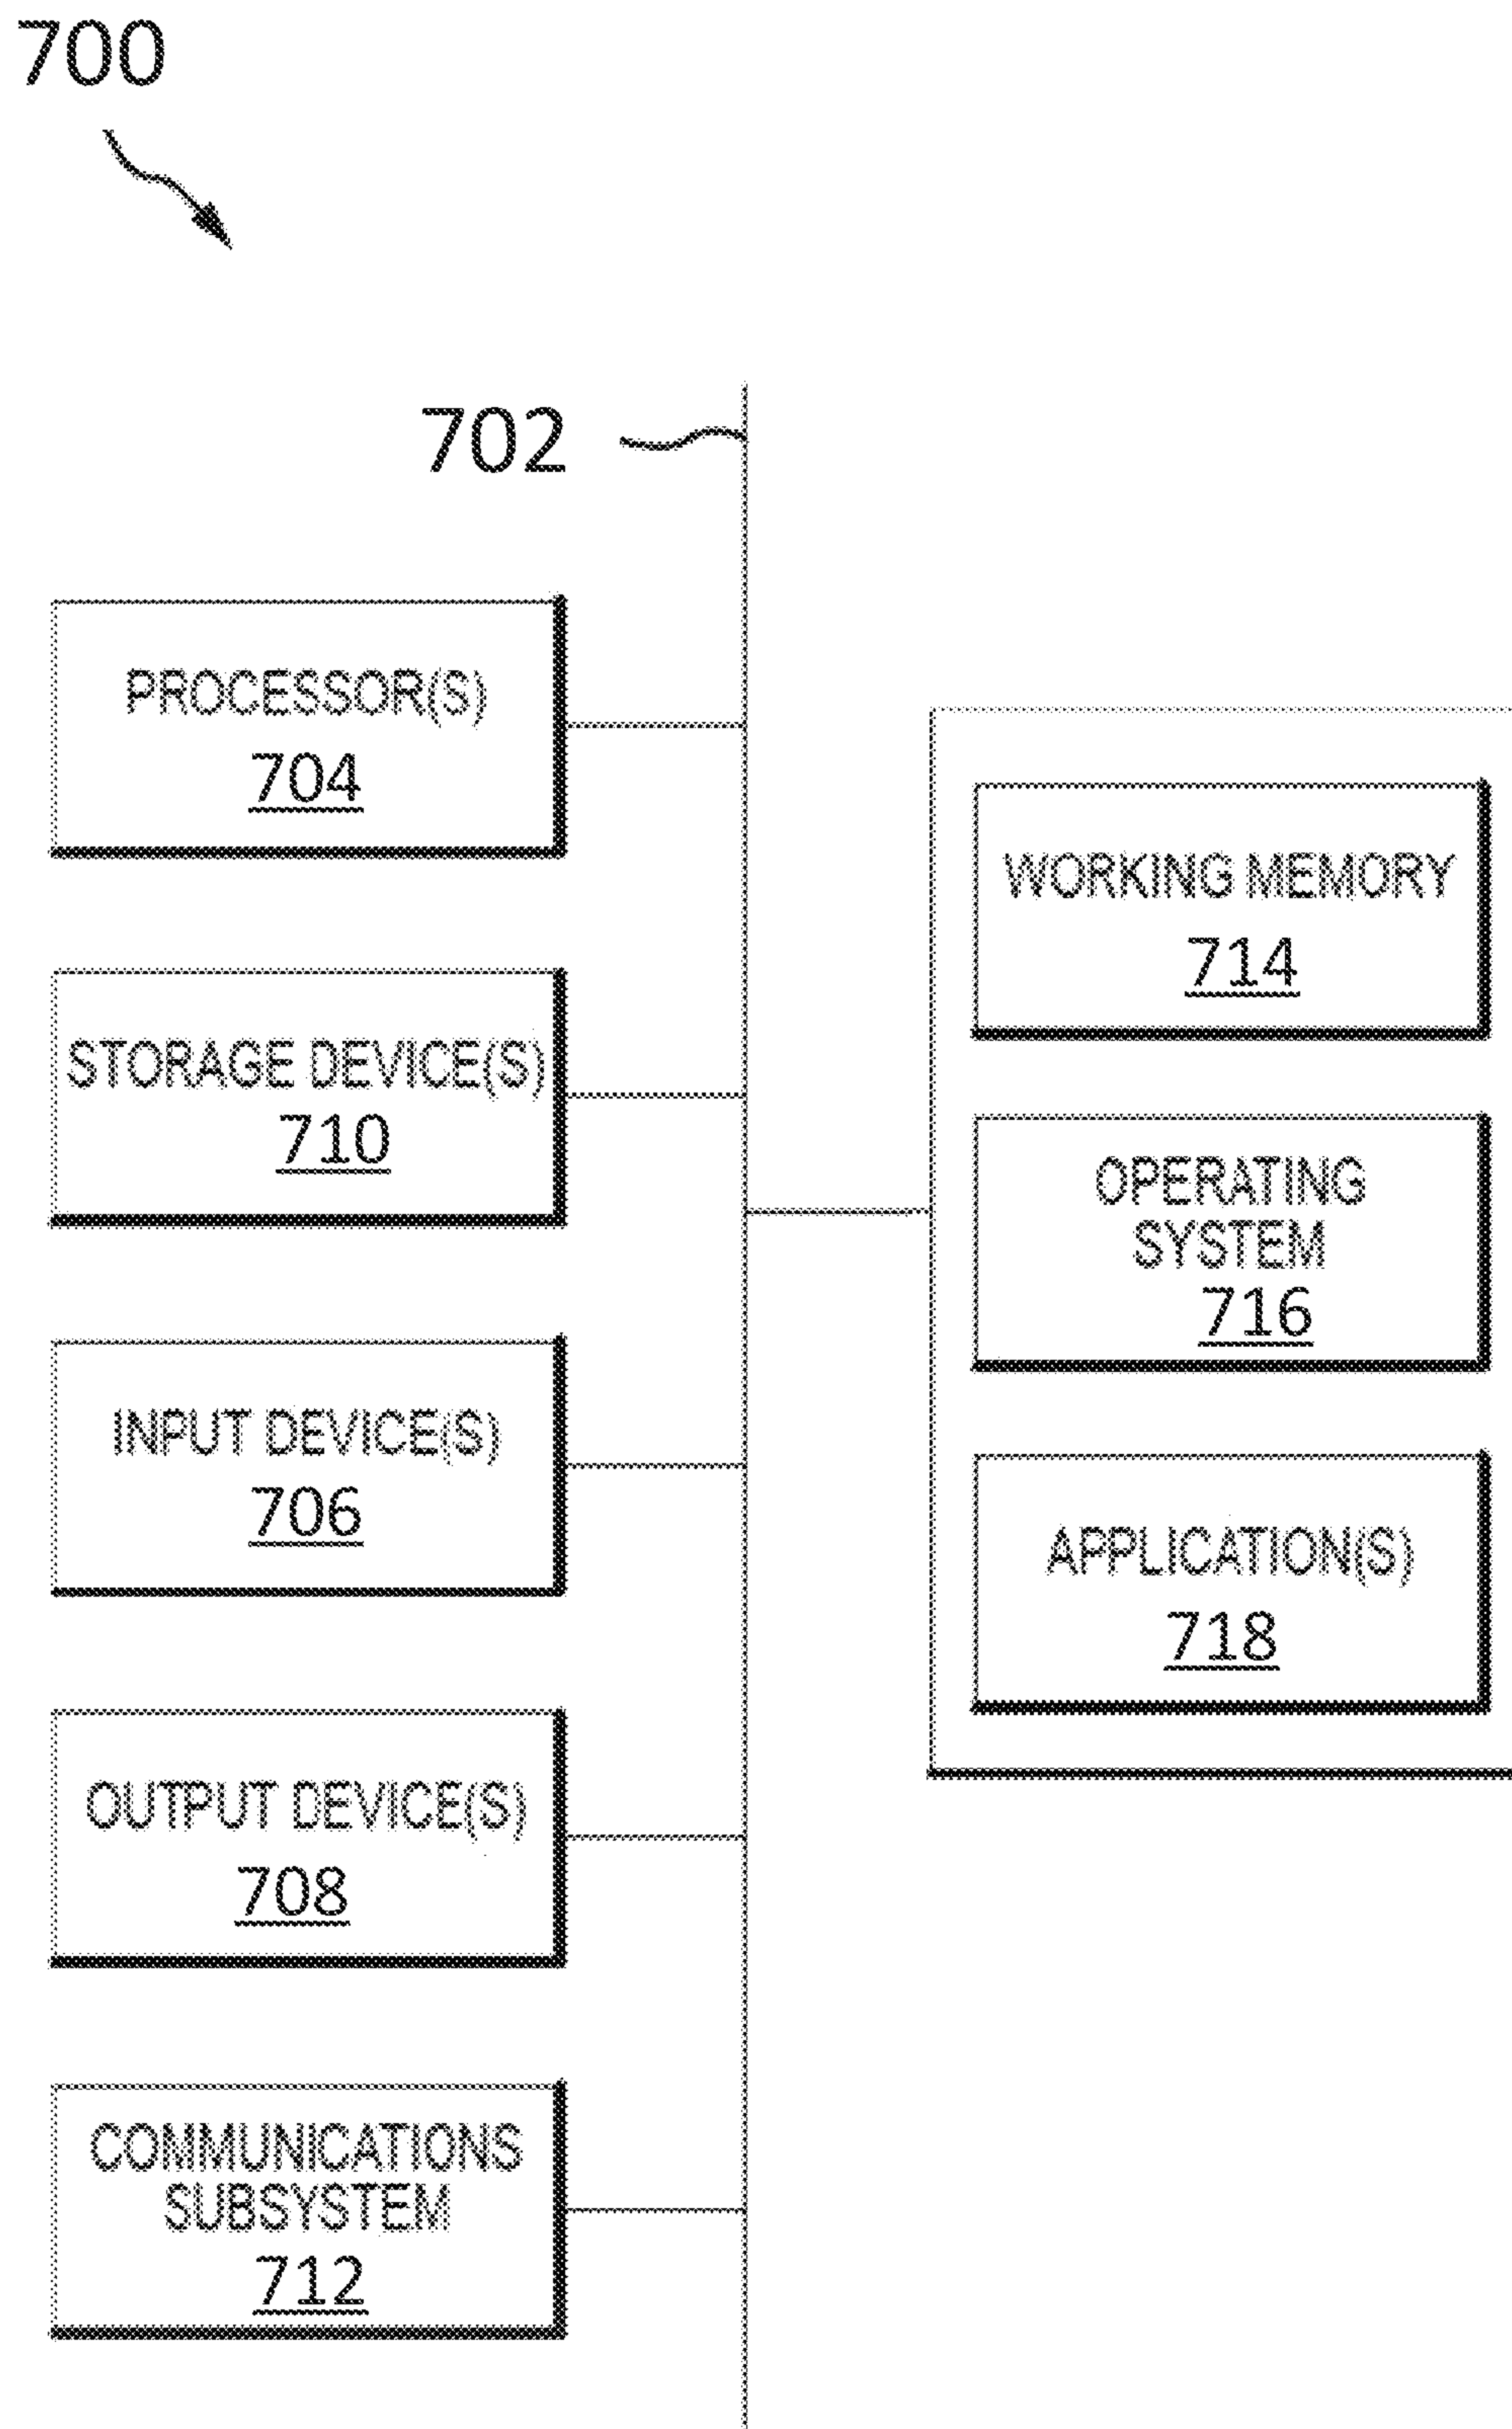 700
702
PROCESSOR(S)
704
STORAGE DEVICE(S)
710
INPUT DEVICE(S)
706
OUTPUT DEVICE(S)
708
COMMUNICATIONS
SUBSYSTEM
712
WORKING MEMORY
714
OPERATING
SYSTEM
716
APPLICATION(S)
718